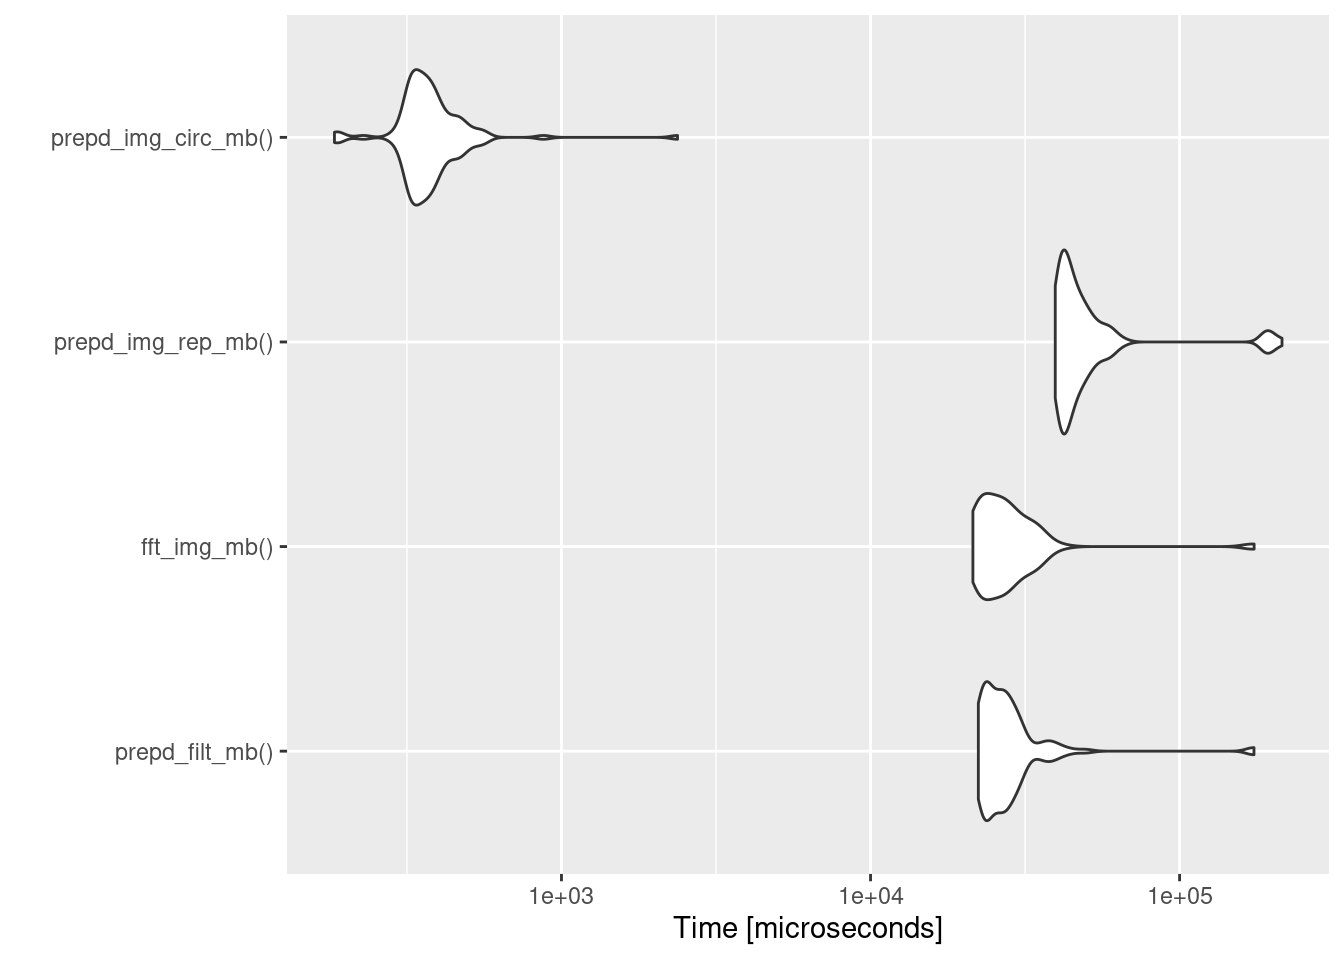 prepd_img_circ_mb()
prepd_img_rep_mb()
fft_img_mb()
prepd_filt_mb()
1e+03 1e+04 1e+05
Time [microseconds]